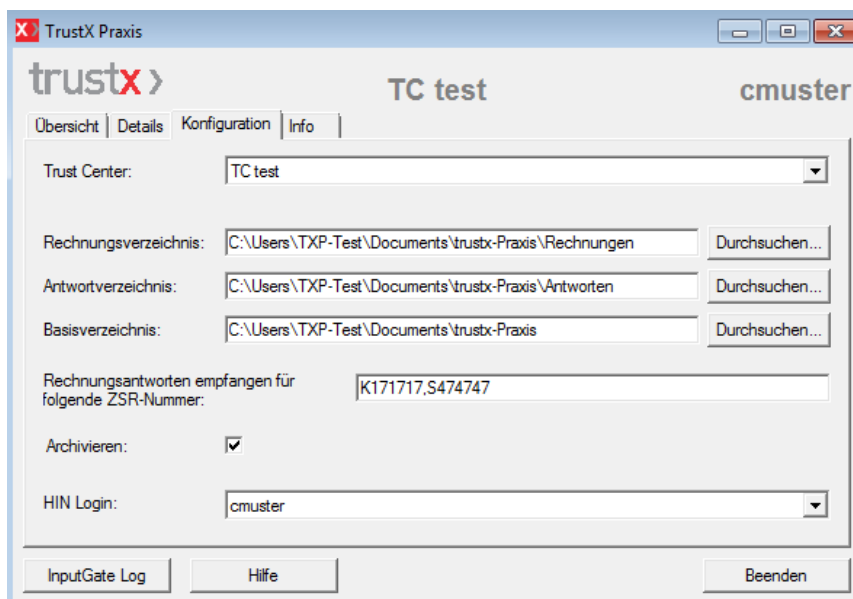 TrustX Praxis
trustx
TC test
cmuster
Übersicht Details Konfiguration Info
Trust Center: TC test
Rechnungsverzeichnis: C:\Users\TXP-Test\Documents\trustx-Praxis\Rechnungen Durchsuchen...
Antwortverzeichnis: C:\Users\TXP-Test\Documents\trustx-Praxis\Antworten Durchsuchen...
Basisverzeichnis: C:\Users\TXP-Test\Documents\trustx-Praxis Durchsuchen...
Rechnungsantworten empfangen für
folgende ZSR-Nummer:
K171717,S474747
Archivieren:
HIN Login: cmuster
InputGate Log Hilfe Beenden